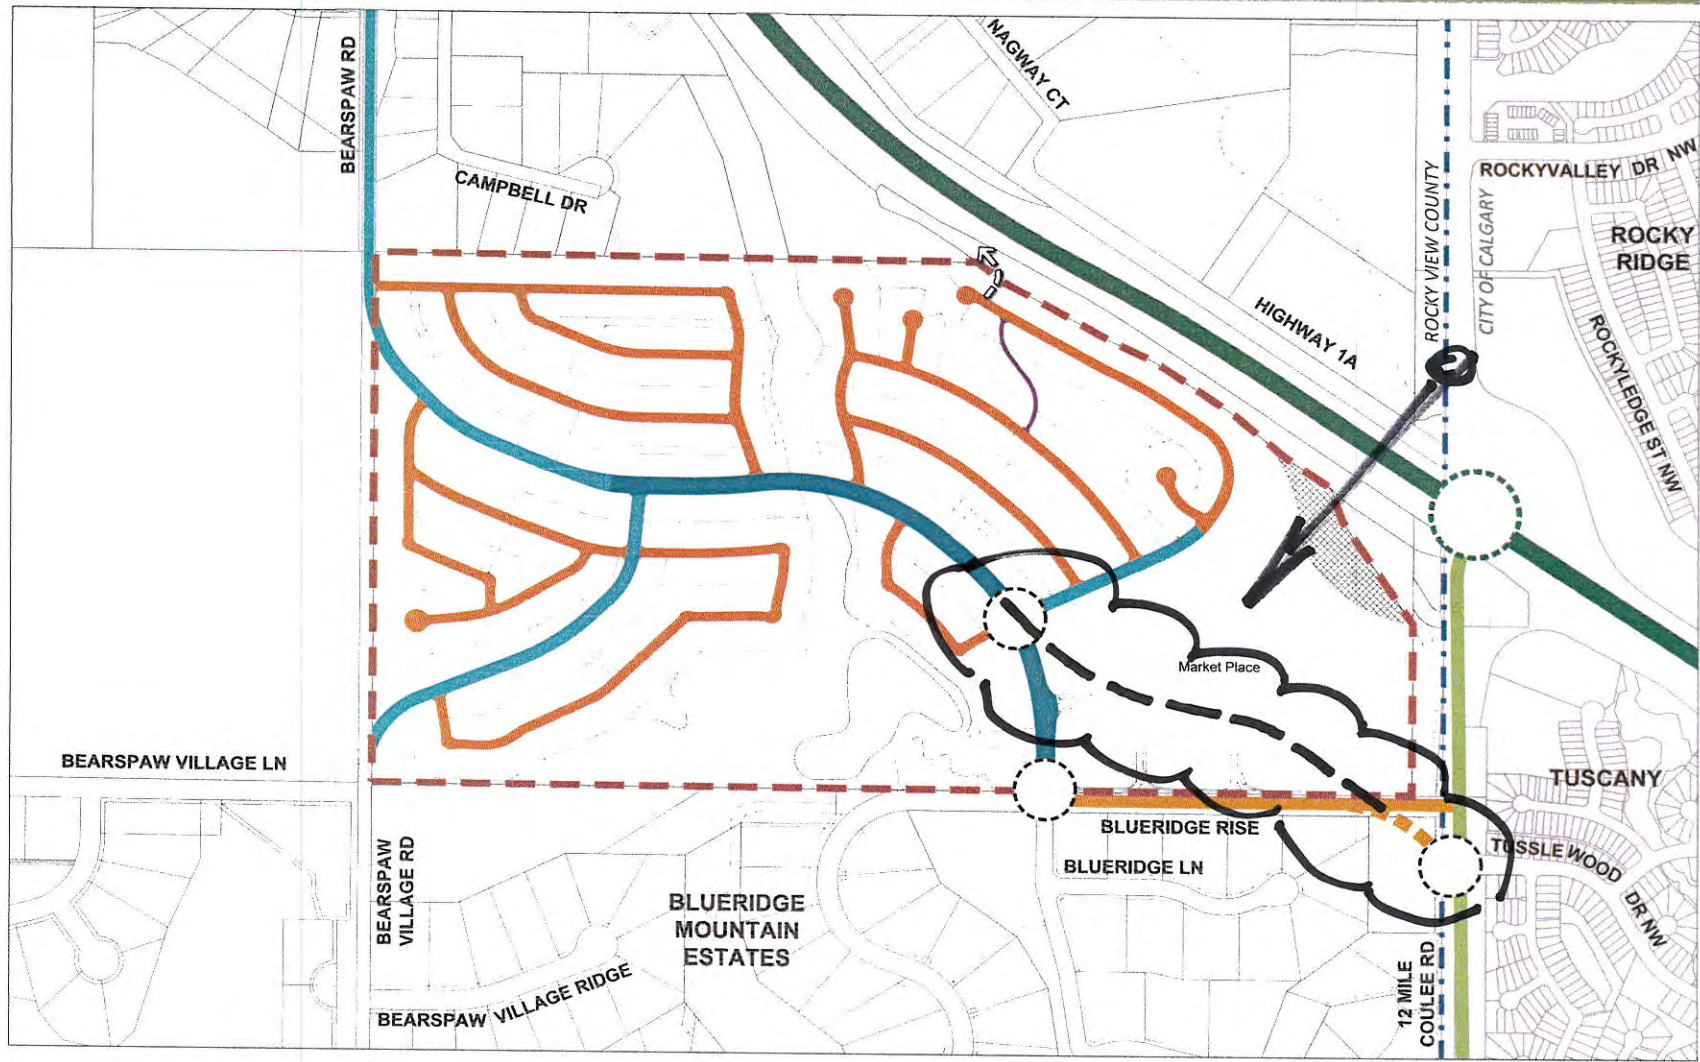 NAGWAY CT
BEARSPAW RD
CAMPBELL DR
ROCKY VIEW COUNTY
CITY OF CALGARY
ROCKYVALLEY DR NW
ROCKY
RIDGE
HIGHWAY 1A
ROCKYLEDGE ST NW
Market Place
BEARSPAW VILLAGE LN
TUSCANY
BLUERIDGE RISE
BLUERIDGE LN
TUSSLEWOOD DR NW
BEARSPAW
VILLAGE RD
BLUERIDGE
MOUNTAIN
ESTATES
BEARSPAW VILLAGE RIDGE
12 MILE
COULEE RD